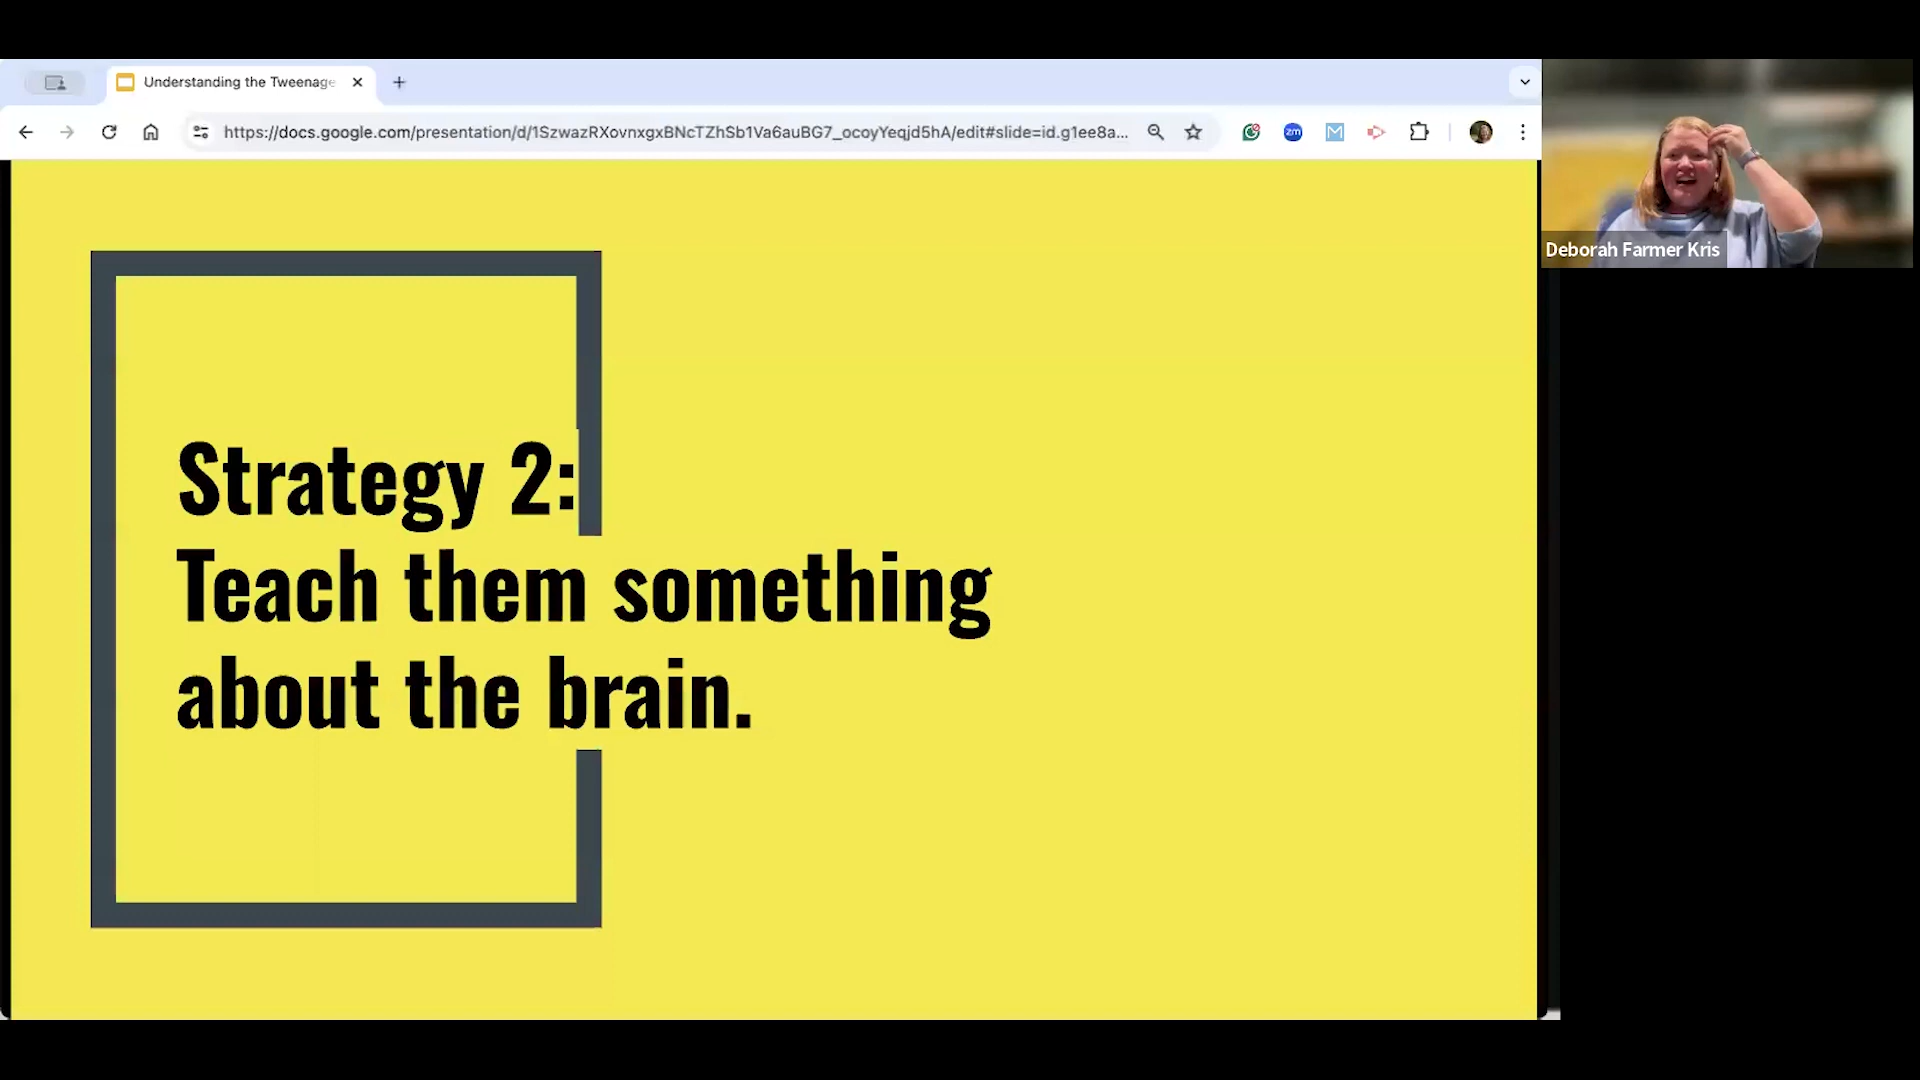 Understanding the Tweenage
https://docs.google.com/presentation/d/1SzwazRXovnxgxBNcTZhSb1Va6auBG7_ocoyYeqjd5hA/edit#slide=id.g1ee8a...
zm
M
Deborah Farmer Kris
Strategy 2:
Teach them something
about the brain.